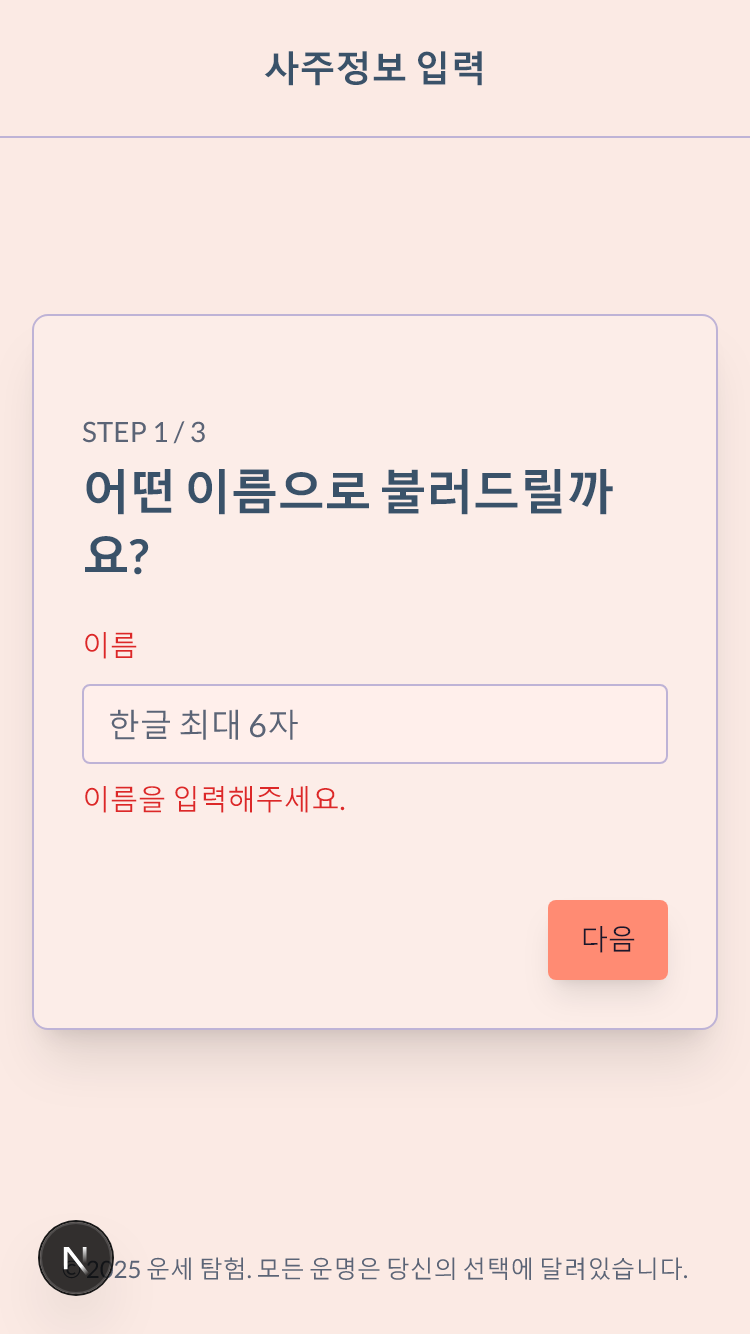 사주정보 입력
STEP 1 / 3
어떤 이름으로 불러드릴까
요?
이름
한글 최대 6자
이름을 입력해주세요.
다음
N
© 2025 운세 탐험. 모든 운명은 당신의 선택에 달려있습니다.